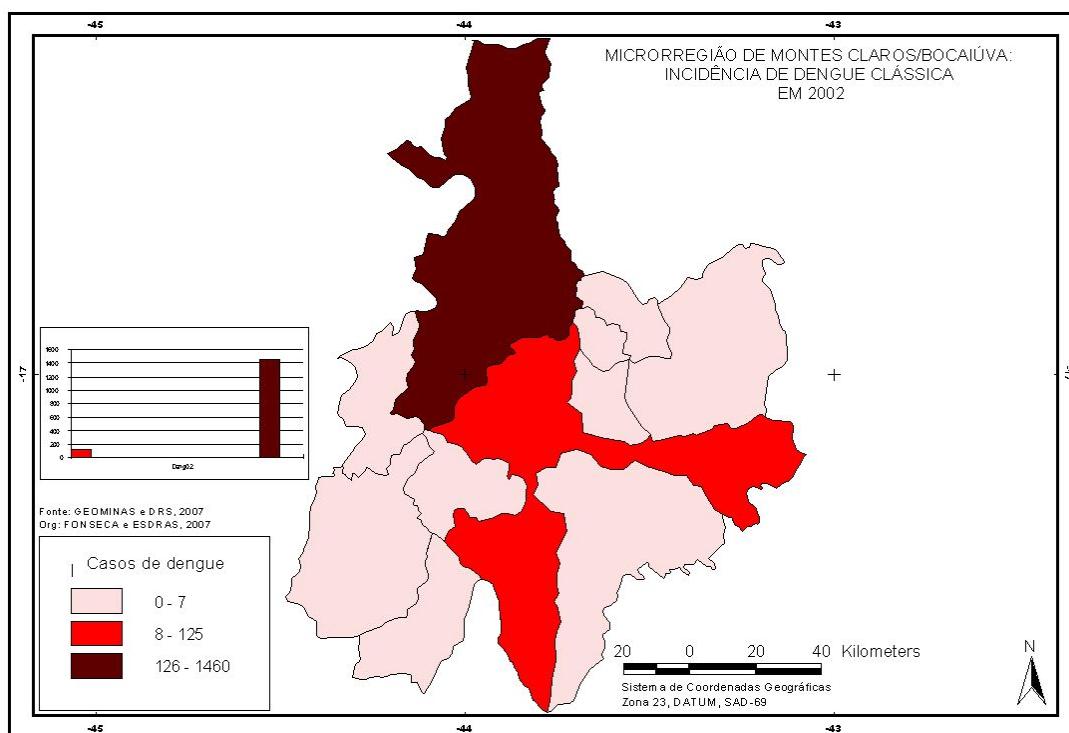 -45
-44
-43
MICRORREGIÃO DE MONTES CLAROS/BOCAIÚVA:
INCIDÊNCIA DE DENGUE CLÁSSICA
EM 2002
-17
1600
1400
1200
1000
800
600
400
200
0
Deng02
Fonte: GEOMINAS e DRS, 2007
Org: FONSECA e ESDRAS, 2007
Casos de dengue
0 - 7
8 - 125
126 - 1460
20 0 20 40 Kilometers
Sistema de Coordenadas Geográficas
Zona 23, DATUM, SAD-69
N
-45
-44
-43